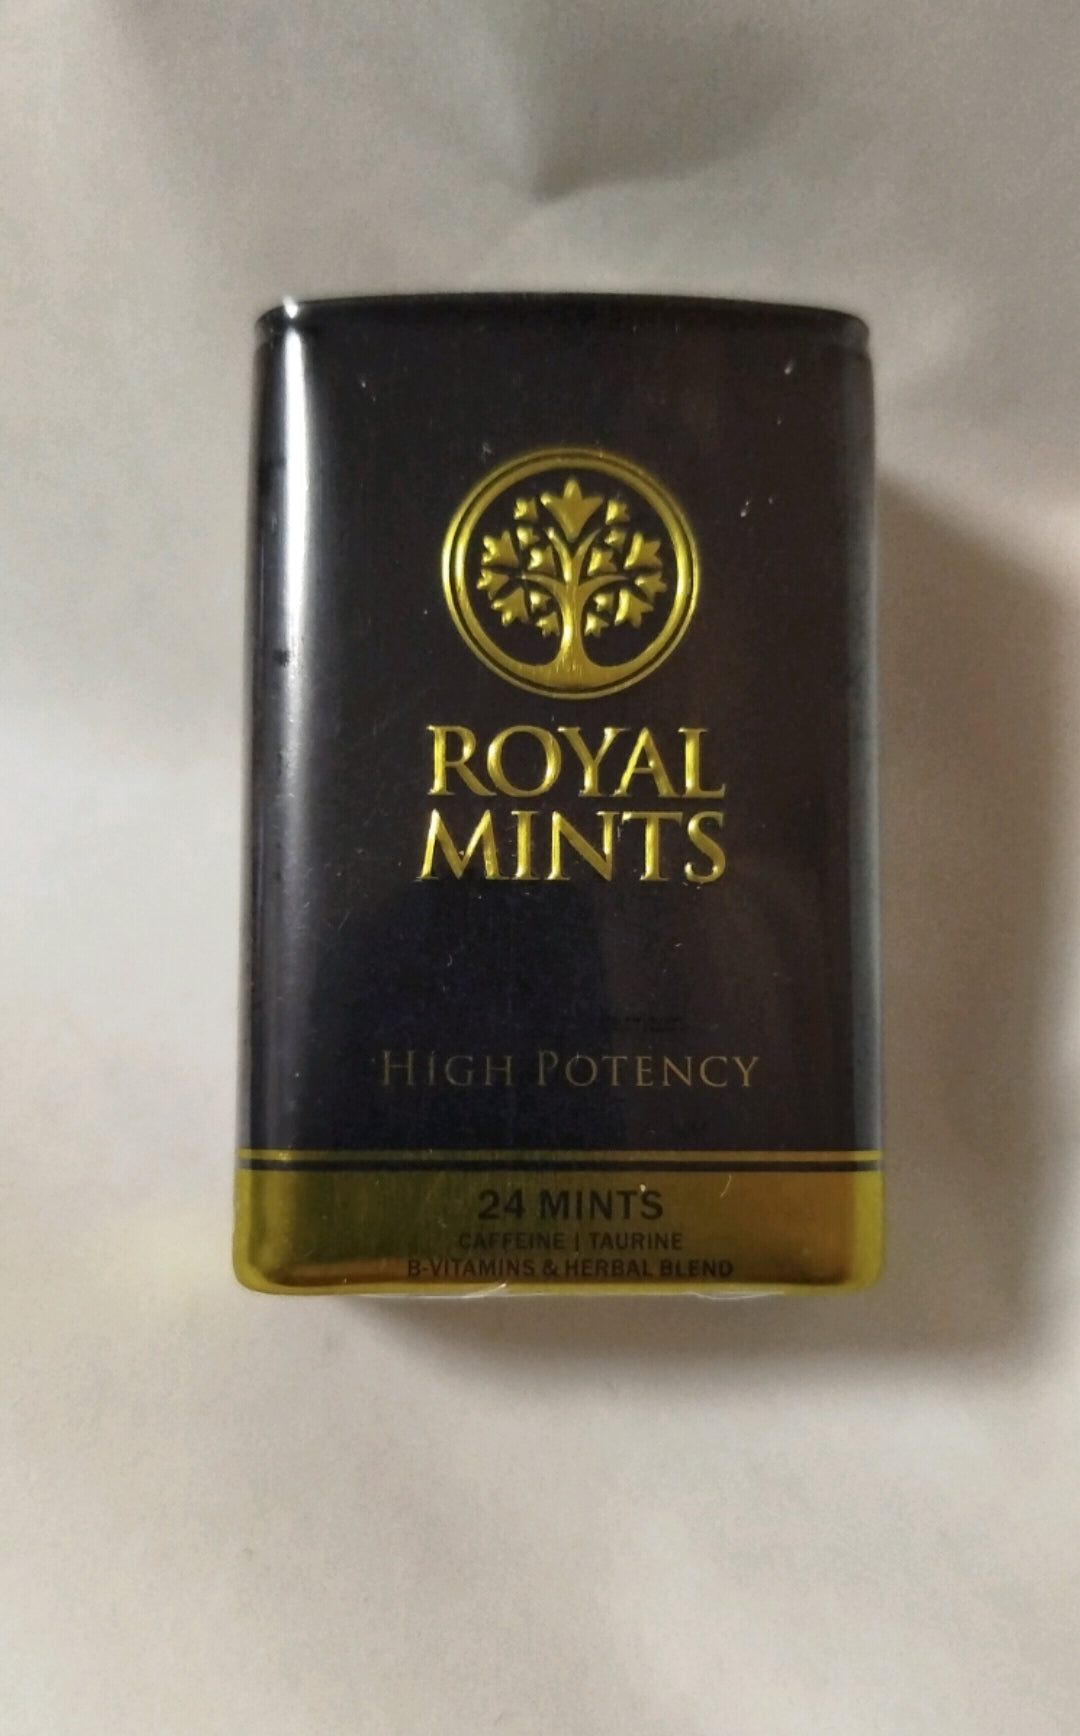 ROYAL
MINTS
HIGH POTENCY
24 MINTS
CAFFEINE | TAURINE
B-VITAMINS & HERBAL BLEND